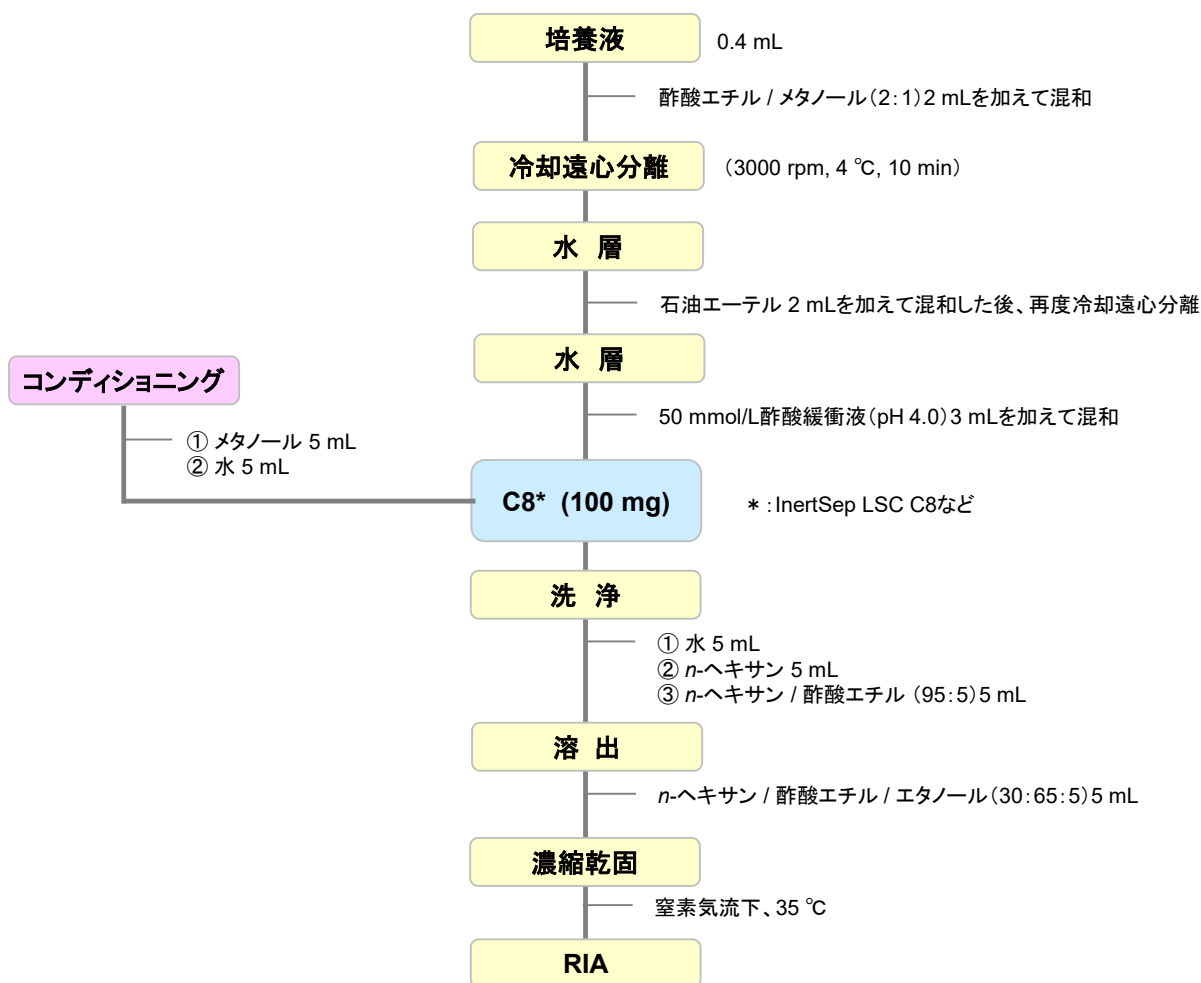 培養液
0.4 mL
酢酸エチル / メタノール(2:1)2 mLを加えて混和
冷却遠心分離
(3000 rpm, 4 ℃, 10 min)
水 層
石油エーテル 2 mLを加えて混和した後、再度冷却遠心分離
水 層
コンディショニング
50 mmol/L酢酸緩衝液(pH 4.0)3 mLを加えて混和
① メタノール 5 mL
② 水 5 mL
C8* (100 mg)
*:InertSep LSC C8など
洗 浄
① 水 5 mL
② n-ヘキサン 5 mL
③ n-ヘキサン / 酢酸エチル (95:5)5 mL
溶 出
n-ヘキサン / 酢酸エチル / エタノール(30:65:5)5 mL
濃縮乾固
窒素気流下、35 ℃
RIA